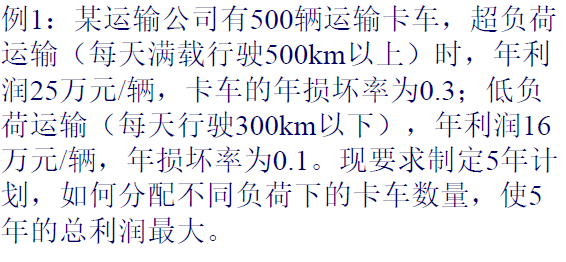 例1：某运输公司有500辆运输卡车，超负荷
运输（每天满载行驶500km以上）时，年利
润25万元/辆，卡车的年损坏率为0.3；低负
荷运输（每天行驶300km以下），年利润16
万元/辆，年损坏率为0.1。现要求制定5年计
划，如何分配不同负荷下的卡车数量，使5
年的总利润最大。